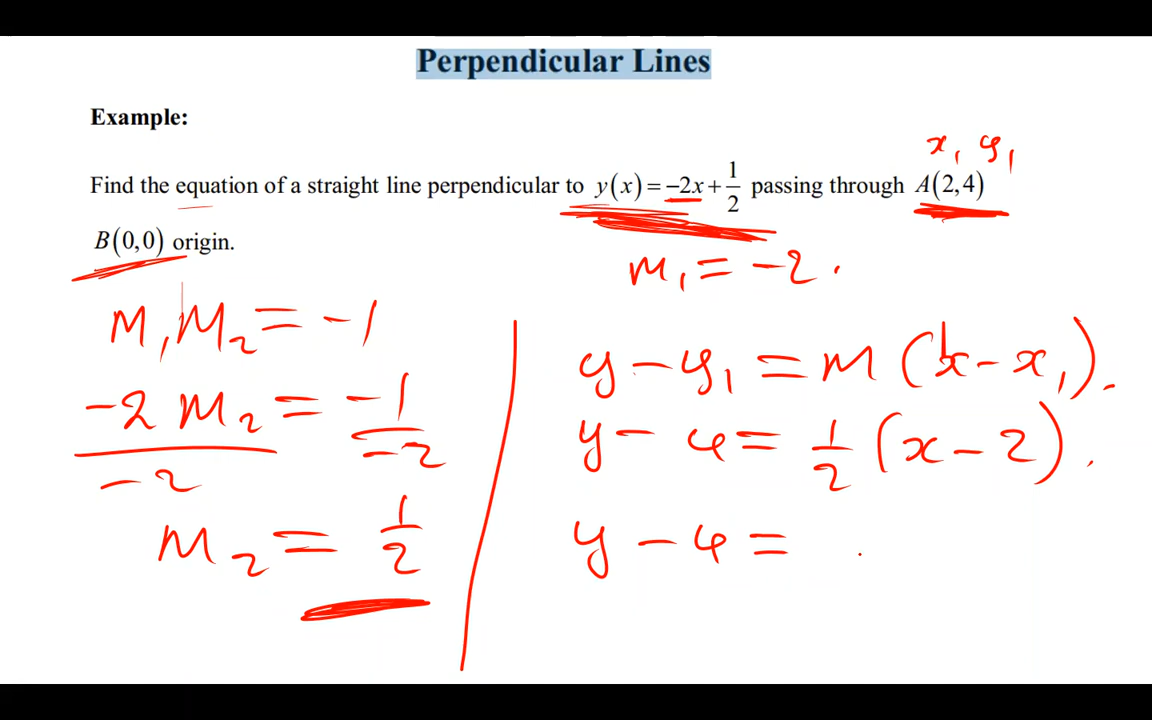 Perpendicular Lines
Example:
x₁ y₁
Find the equation of a straight line perpendicular to y(x) = -2x + 1/2 passing through A(2,4)
B(0,0) origin.
m₁ = -2.
m₁m₂ = -1
-2m₂/-2 = -1/-2
m₂ = 1/2
y - y₁ = m(x - x₁).
y - 4 = 1/2 (x - 2).
y - 4 =